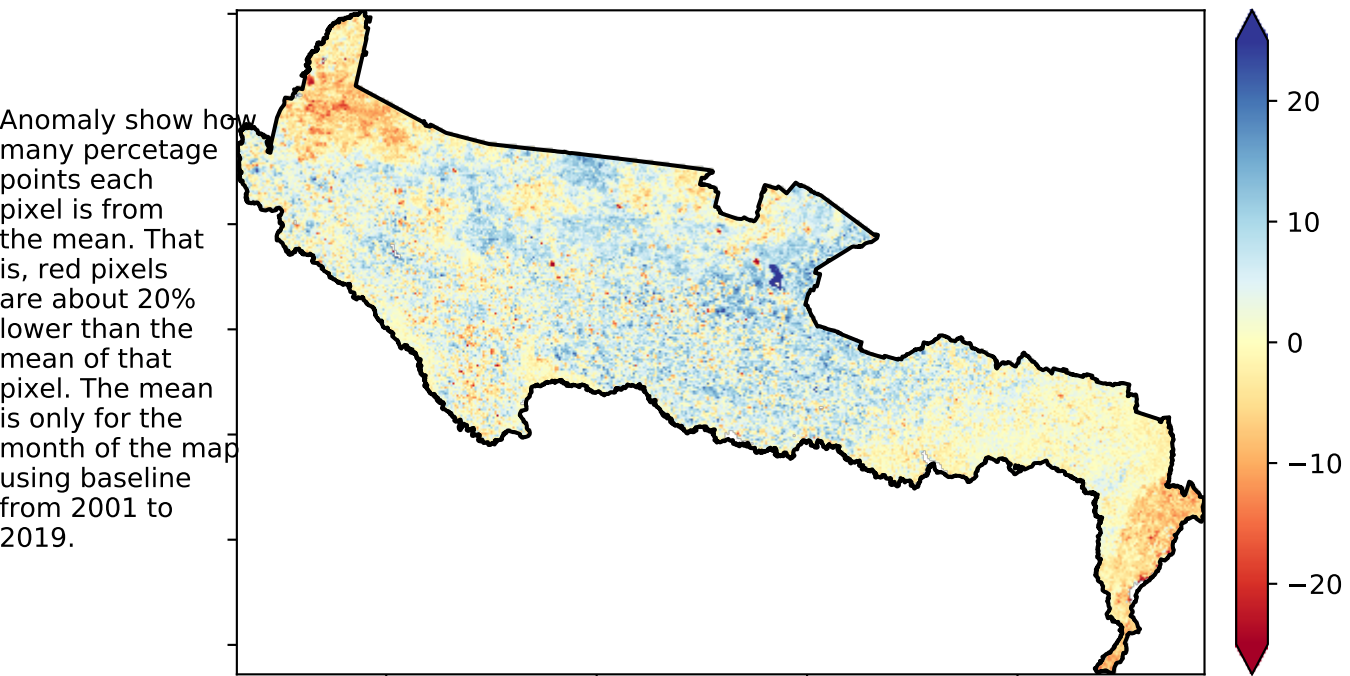 Anomaly show how
many percetage
points each
pixel is from
the mean. That
is, red pixels
are about 20%
lower than the
mean of that
pixel. The mean
is only for the
month of the map
using baseline
from 2001 to
2019.
20
10
0
−10
−20